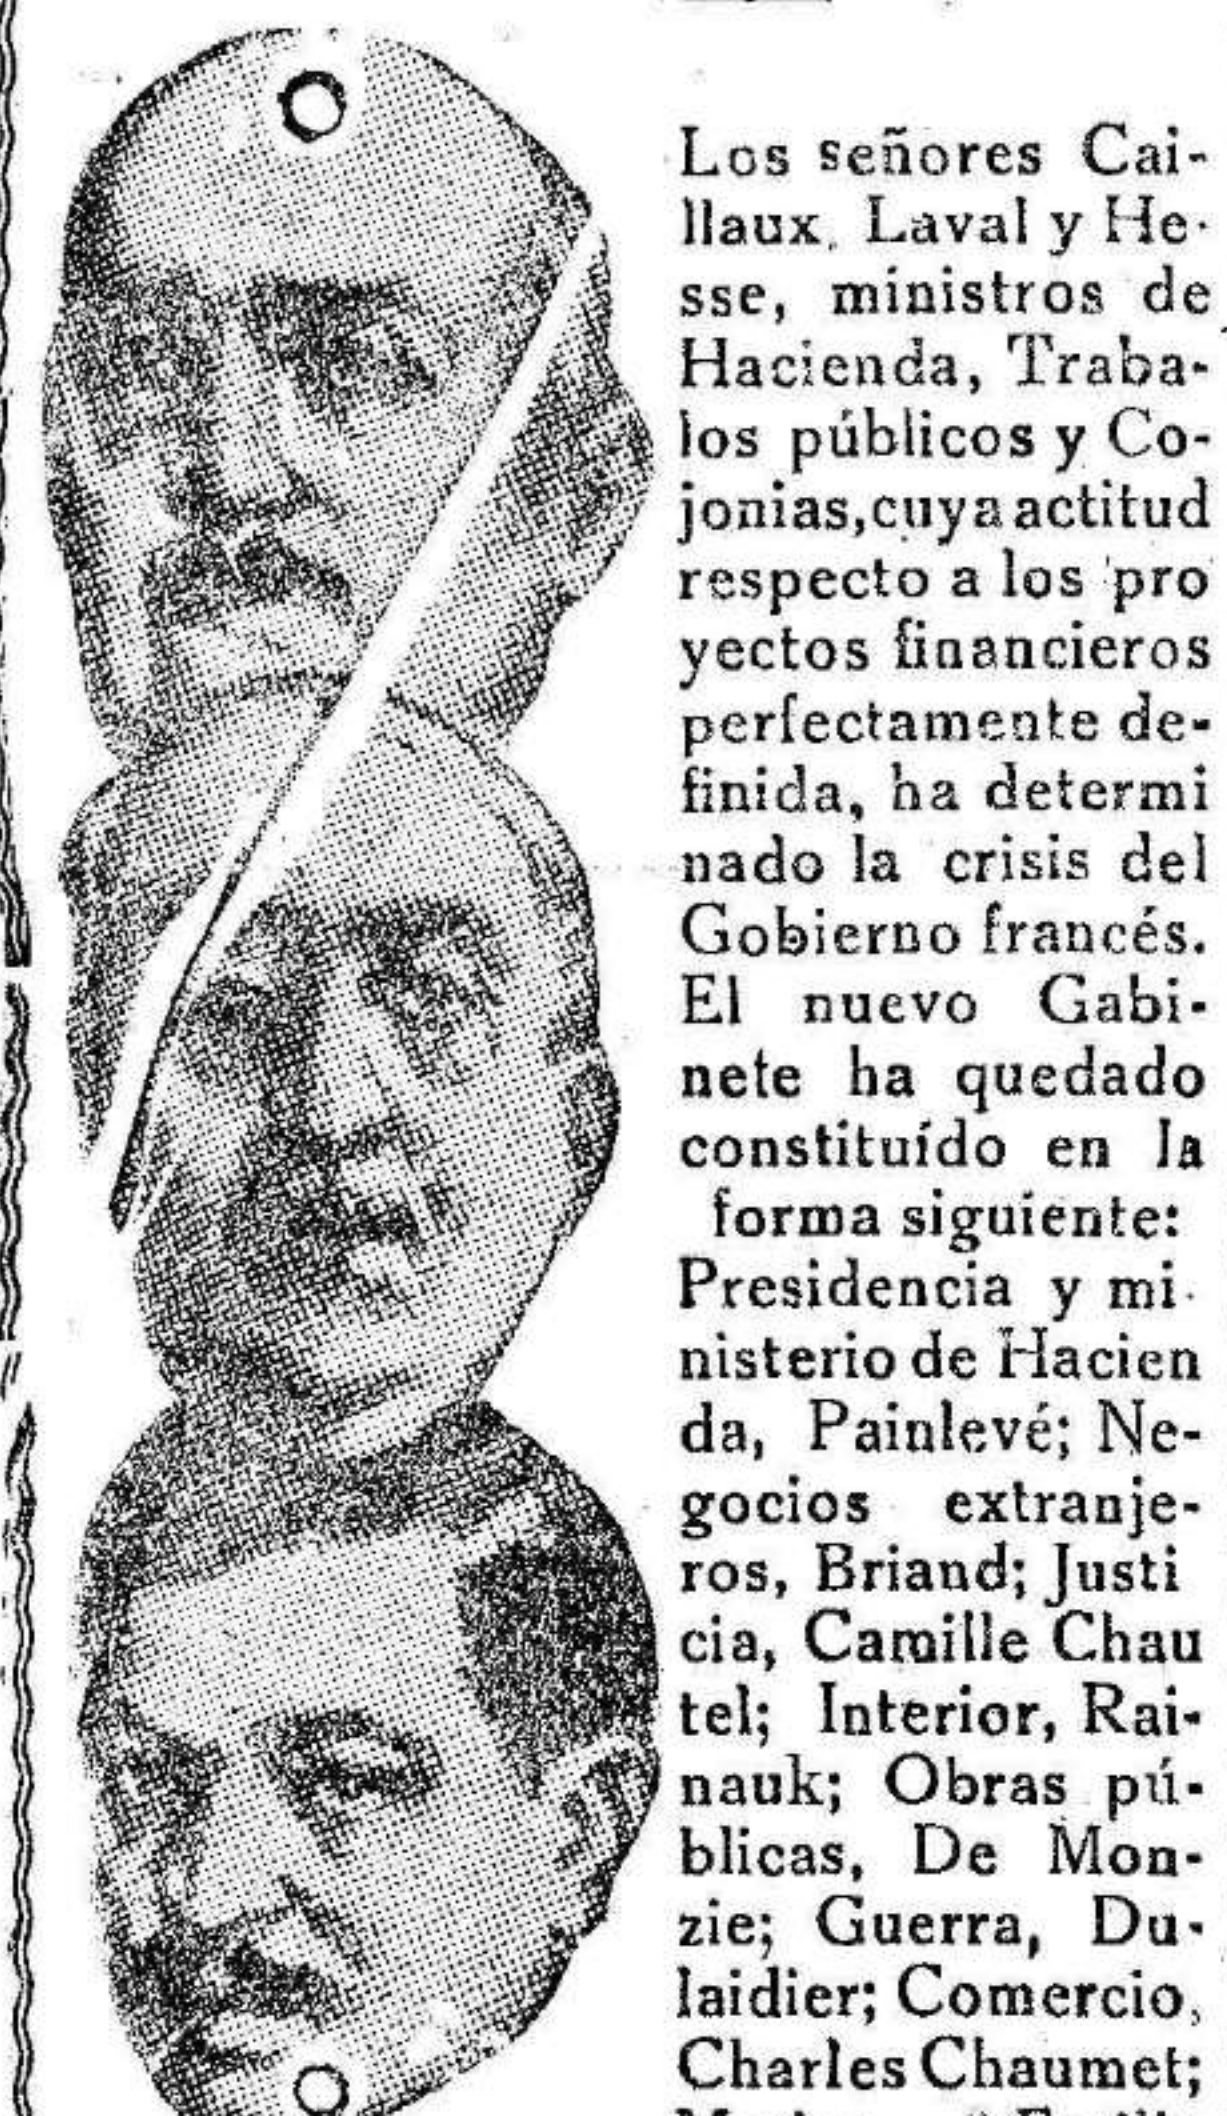 Los señores Cai-
llaux, Laval y He-
sse, ministros de
Hacienda, Traba-
los públicos y Co-
jonias, cuya actitud
respecto a los pro
yectos financieros
perfectamente de-
finida, ha determi
nado la crisis del
Gobierno francés.
El nuevo Gabi-
nete ha quedado
constituído en la
forma siguiente:
Presidencia y mi-
nisterio de Hacien
da, Painlevé; Ne-
gocios extranje-
ros, Briand; Justi
cia, Camille Chau
tel; Interior, Rai-
nauk; Obras pú-
blicas, De Mon-
zie; Guerra, Du-
laidier; Comercio,
Charles Chaumet;